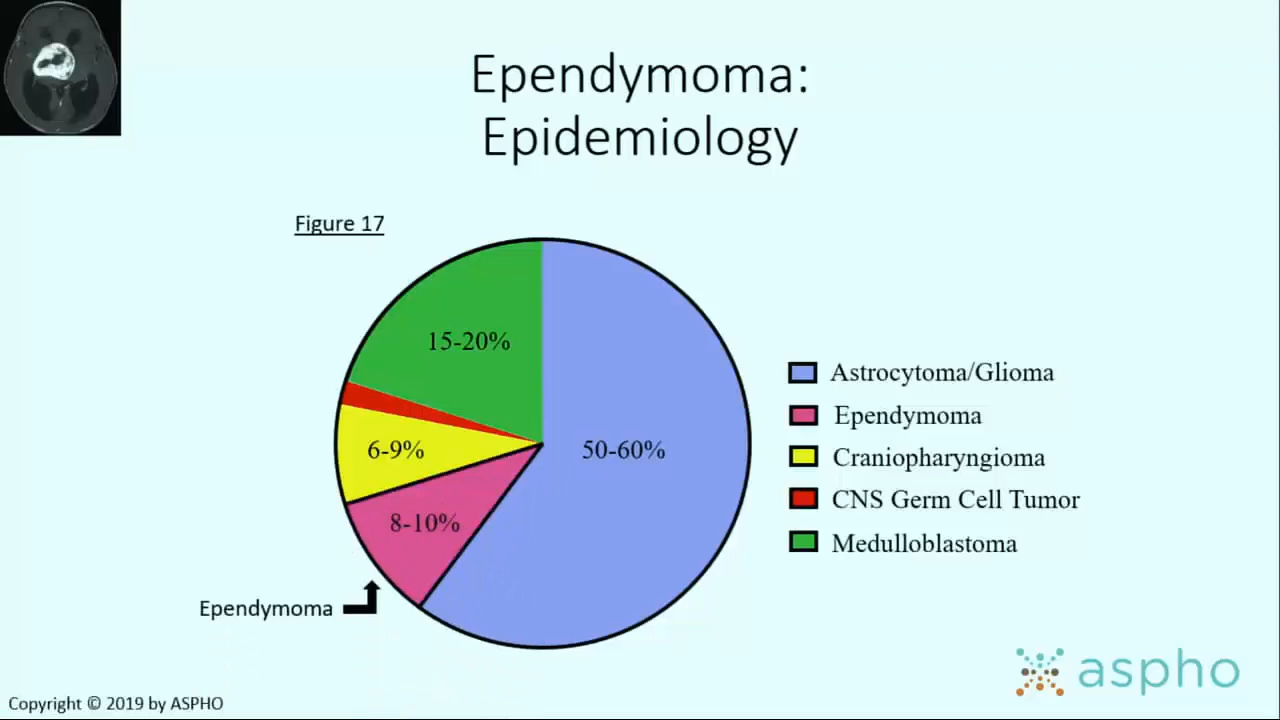 Ependymoma:
Epidemiology
Figure 17
15-20%
6-9%
50-60%
8-10%
Ependymoma
Astrocytoma/Glioma
Ependymoma
Craniopharyngioma
CNS Germ Cell Tumor
Medulloblastoma
aspho
Copyright © 2019 by ASPHO